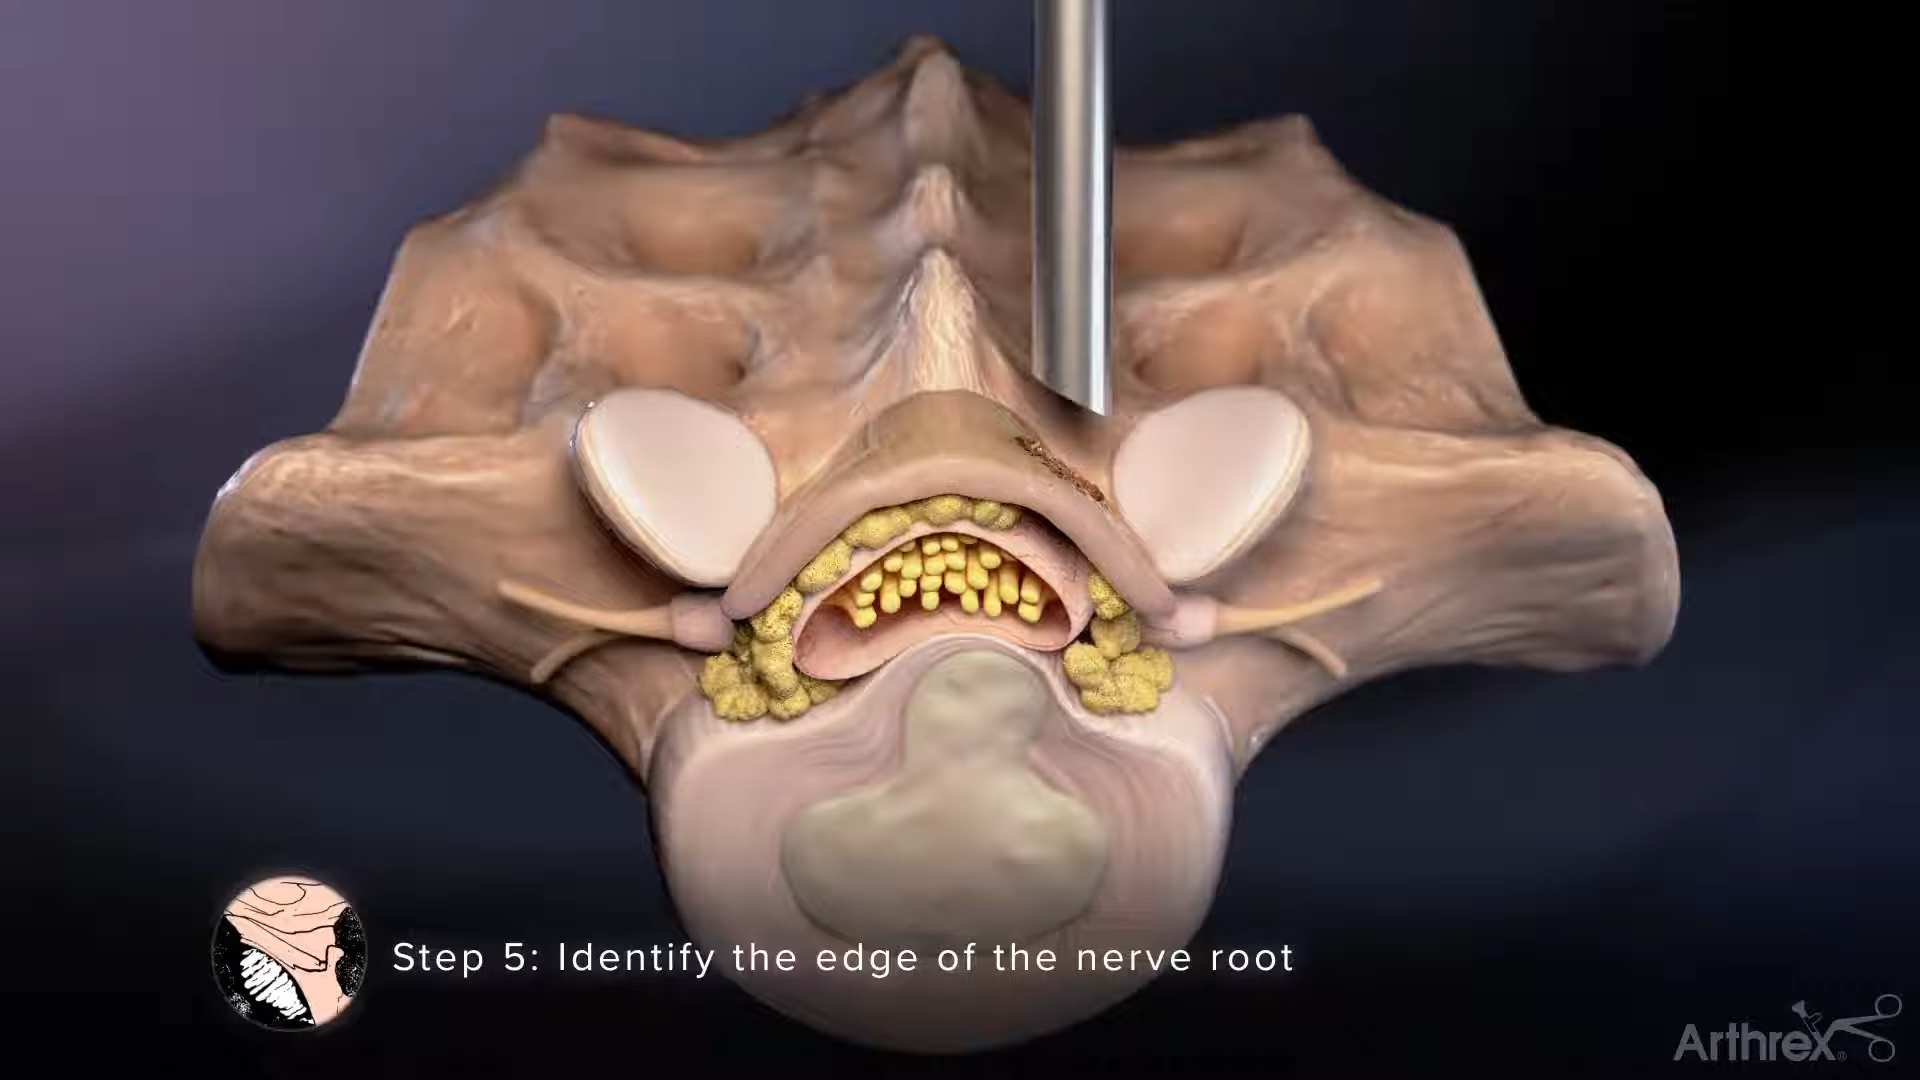 Step 5: Identify the edge of the nerve root
Arthrex®